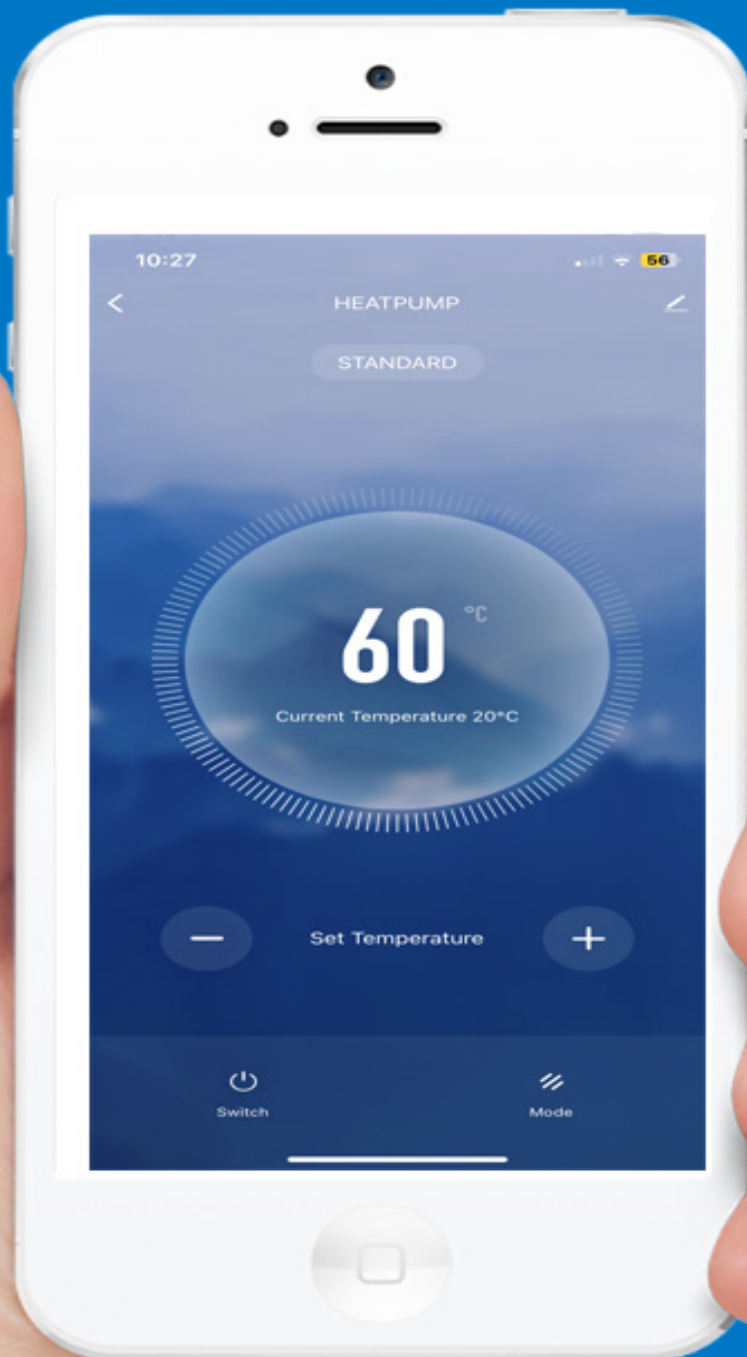 10:27
56
HEATPUMP
STANDARD
60 °C
Current Temperature 20°C
Set Temperature
Switch
Mode